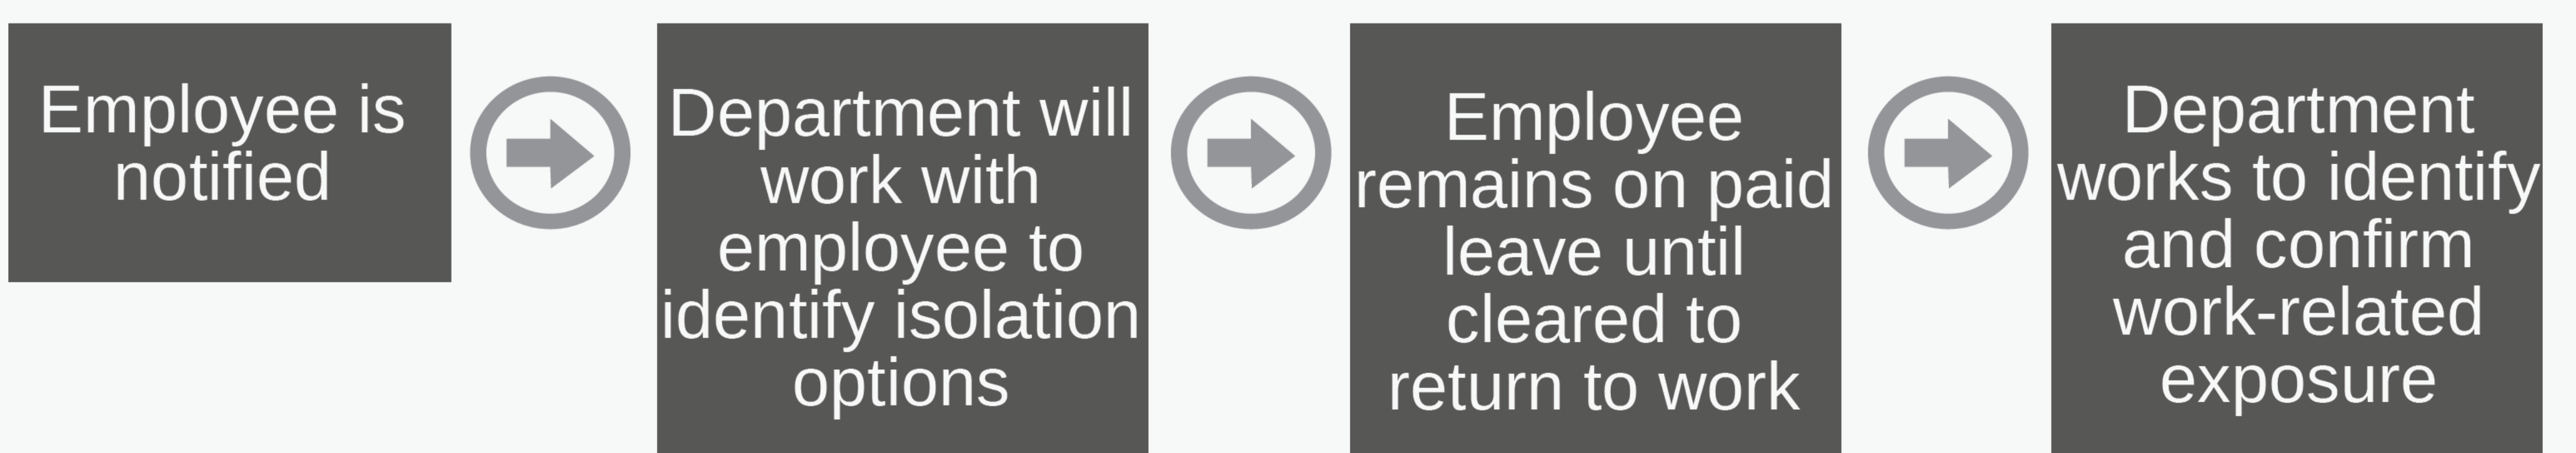 Employee is
notified
Department will
work with
employee to
identify isolation
options
Employee
remains on paid
leave until
cleared to
return to work
Department
works to identify
and confirm
work-related
exposure